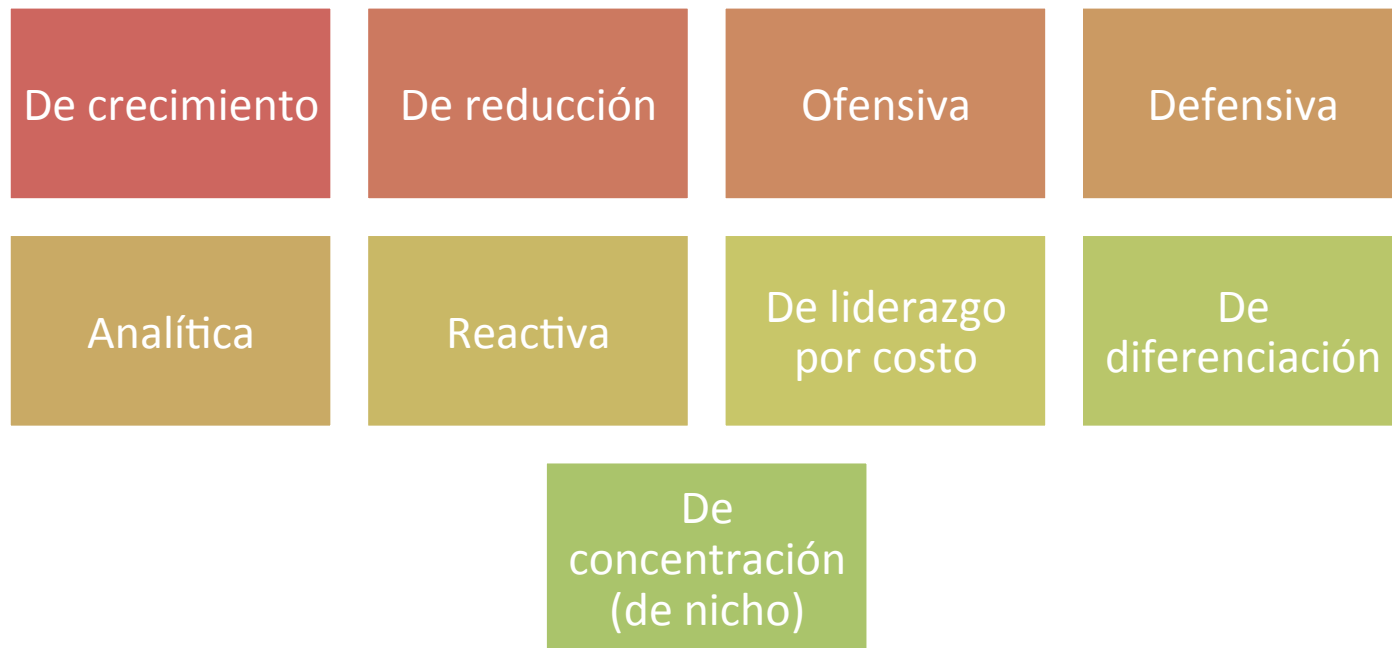 De crecimiento
De reducción
Ofensiva
Defensiva
Analítica
Reactiva
De liderazgo
por costo
De
diferenciación
De
concentración
(de nicho)